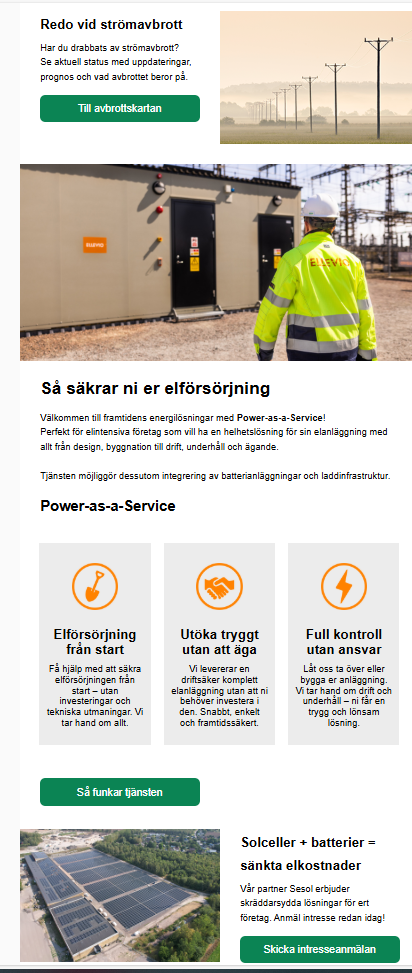 Redo vid strömavbrott
Har du drabbats av strömavbrott?
Se aktuell status med uppdateringar,
prognos och vad avbrottet beror på.
Till avbrottskartan
ELLEVIO
ELLEVIO
Så säkrar ni er elförsörjning
Välkommen till framtidens energilösningar med Power-as-a-Service!
Perfekt för elintensiva företag som vill ha en helhetslösning för sin elanläggning med
allt från design, byggnation till drift, underhåll och ägande.
Tjänsten möjliggör dessutom integrering av batterianläggningar och laddinfrastruktur.
Power-as-a-Service
Elförsörjning
från start
Få hjälp med att säkra
elförsörjningen från
start – utan
investeringar och
tekniska utmaningar. Vi
tar hand om allt.
Utöka tryggt
utan att äga
Vi levererar en
driftsäker komplett
elanläggning utan att ni
behöver investera i
den. Snabbt, enkelt
och framtidssäkert.
Full kontroll
utan ansvar
Låt oss ta över eller
bygga er anläggning.
Vi tar hand om drift och
underhåll – ni får en
trygg och lönsam
lösning.
Så funkar tjänsten
Solceller + batterier =
sänkta elkostnader
Vår partner Sesol erbjuder
skräddarsydda lösningar för ert
företag. Anmäl intresse redan idag!
Skicka intresseanmälan